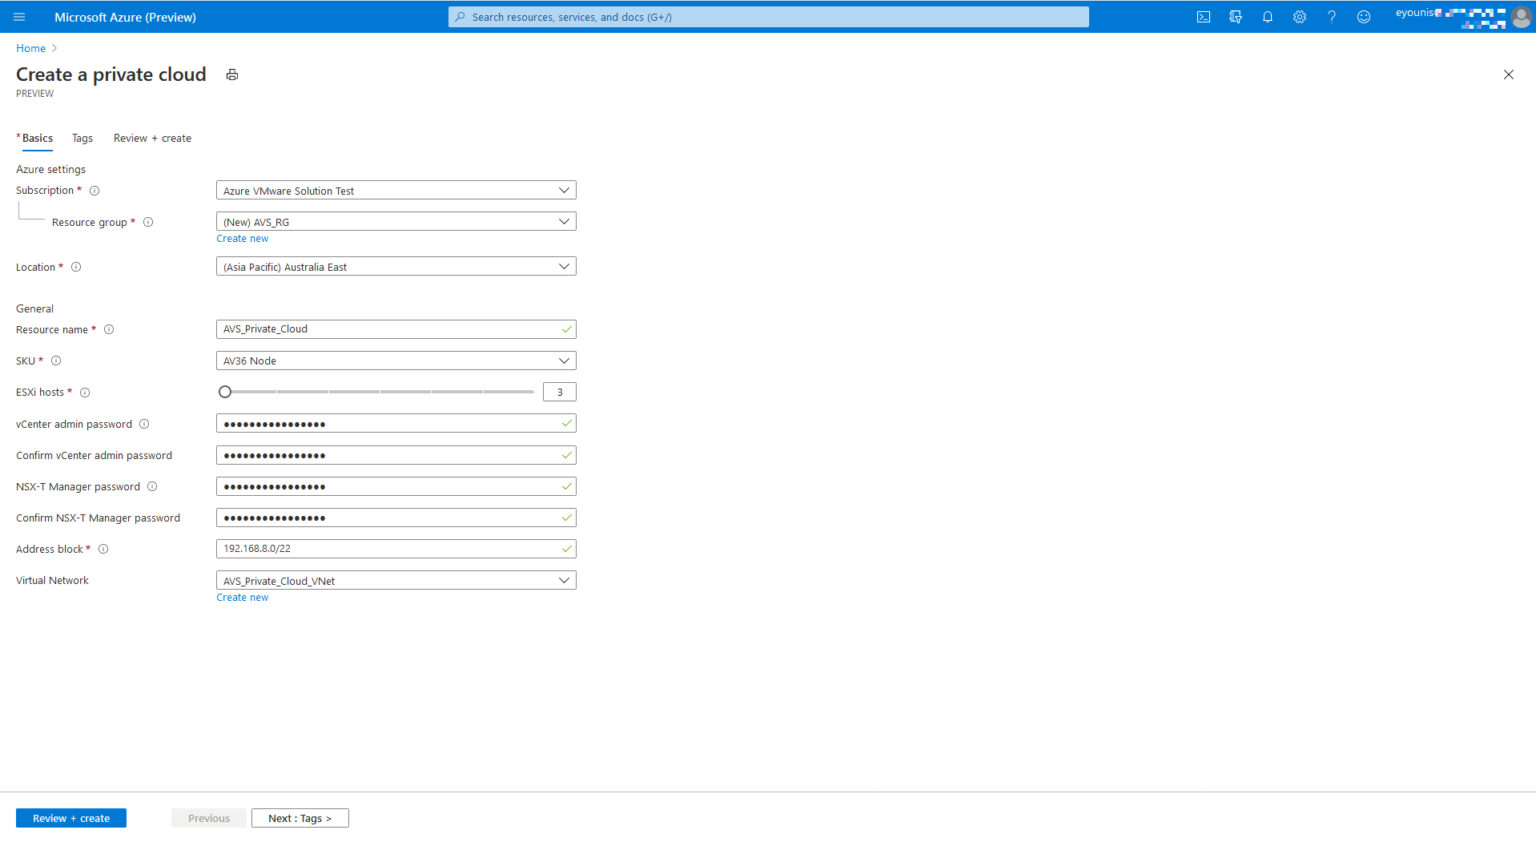 Microsoft Azure (Preview)
Search resources, services, and docs (G+/)
Home
Create a private cloud
PREVIEW
* Basics
Tags
Review + create
Azure settings
Subscription *
Azure VMware Solution Test
Resource group *
(New) AVS_RG
Create new
Location *
(Asia Pacific) Australia East
General
Resource name *
AVS_Private_Cloud
SKU *
AV36 Node
ESXi hosts *
3
vCenter admin password
Confirm vCenter admin password
NSX-T Manager password
Confirm NSX-T Manager password
Address block *
192.168.8.0/22
Virtual Network
AVS_Private_Cloud_VNet
Create new
Review + create
Previous
Next : Tags >